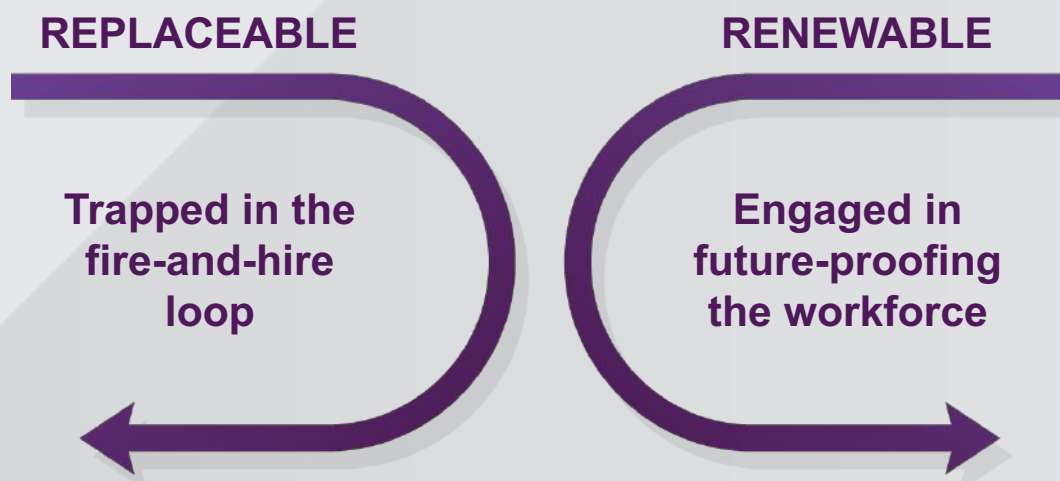 REPLACEABLE
Trapped in the
fire-and-hire
loop
RENEWABLE
Engaged in
future-proofing
the workforce